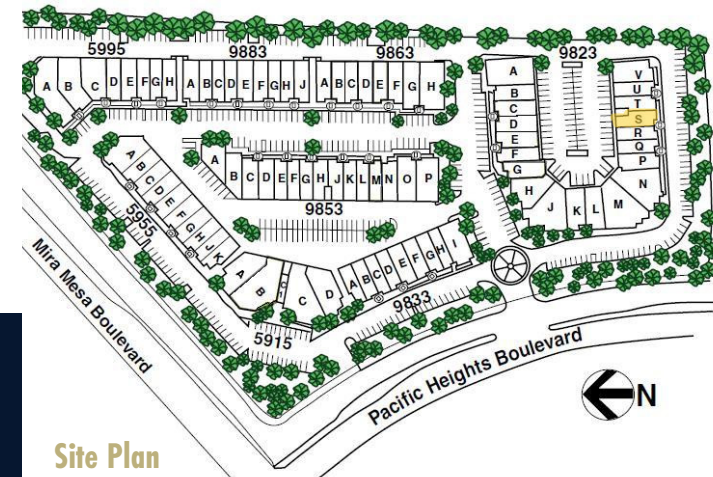 5995 9883 9863 9823
A B C D E F G H A B C D E F G H J A B C D E F G H
A B C D E F G H J K L M N O P
9853
A B C D E F G H J K L M N P Q R S T U V
A B C D E F G H J K
5955
A B C D
5915
A B C D E F G H I
9833
Mira Mesa Boulevard
Pacific Heights Boulevard
N
Site Plan